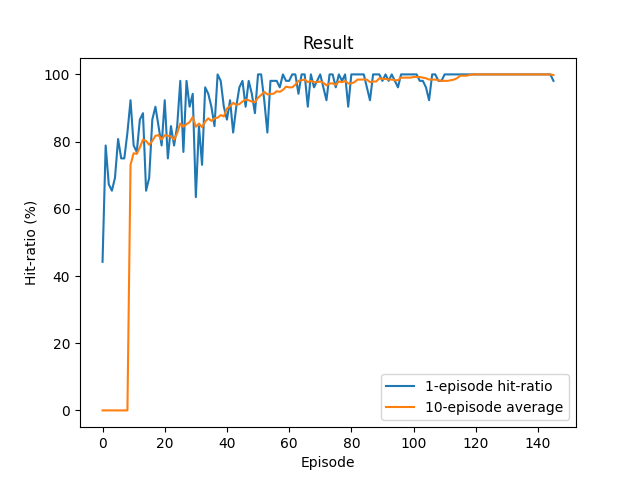 Result
Hit-ratio (%)
100
80
60
40
20
0
0 20 40 60 80 100 120 140
Episode
1-episode hit-ratio
10-episode average